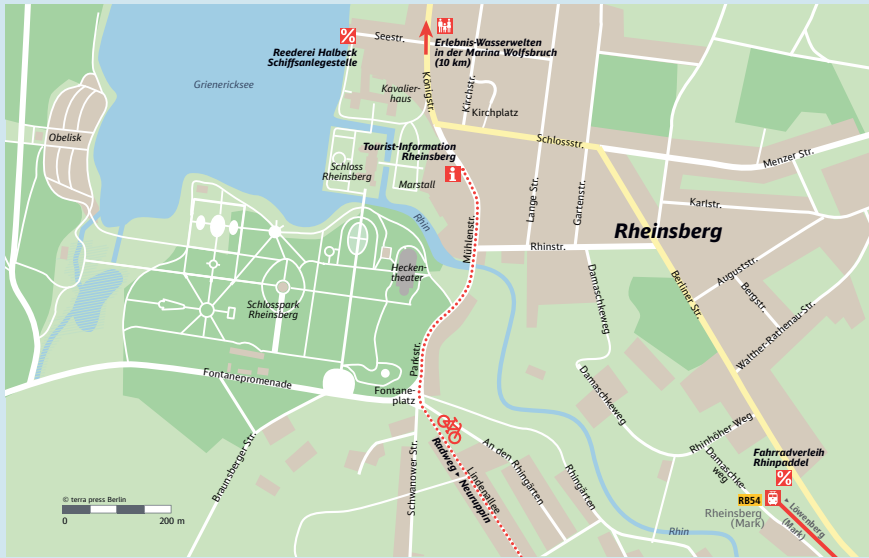 Reederei Halbeck
Schiffsanlegestelle
%
Seestr.
Erlebnis-Wasserwelten
in der Marina Wolfsbruch
(10 km)
Grienericksee
Kavalier-
haus
Königstr.
Kirchstr.
Kirchplatz
Obelisk
Tourist-Information
Rheinsberg
i
Schlossstr.
Menzer Str.
Schloss
Rheinsberg
Marstall
Lange Str.
Gartenstr.
Karlstr.
Rhin
Rheinsberg
Mühlenstr.
Rhinstr.
Hecken-
theater
Damaschkeweg
Berliner Str.
Auguststr.
Bergstr.
Schlosspark
Rheinsberg
Walther-Rathenau-Str.
Parkstr.
Fontanepromenade
Fontane-
platz
Damaschkeweg
Rhinhöher Weg
Braunsberger Str.
Schwanower Str.
Radweg ▸ Neuruppin
Lindenallee
An den Rhingärten
Rhingärten
Damaschke-
weg
Fahrradverleih
Rhinpaddel
%
RB54
Rheinsberg
(Mark)
▸ Löwenberg
(Mark)
Rhin
© terra press Berlin
0
200 m